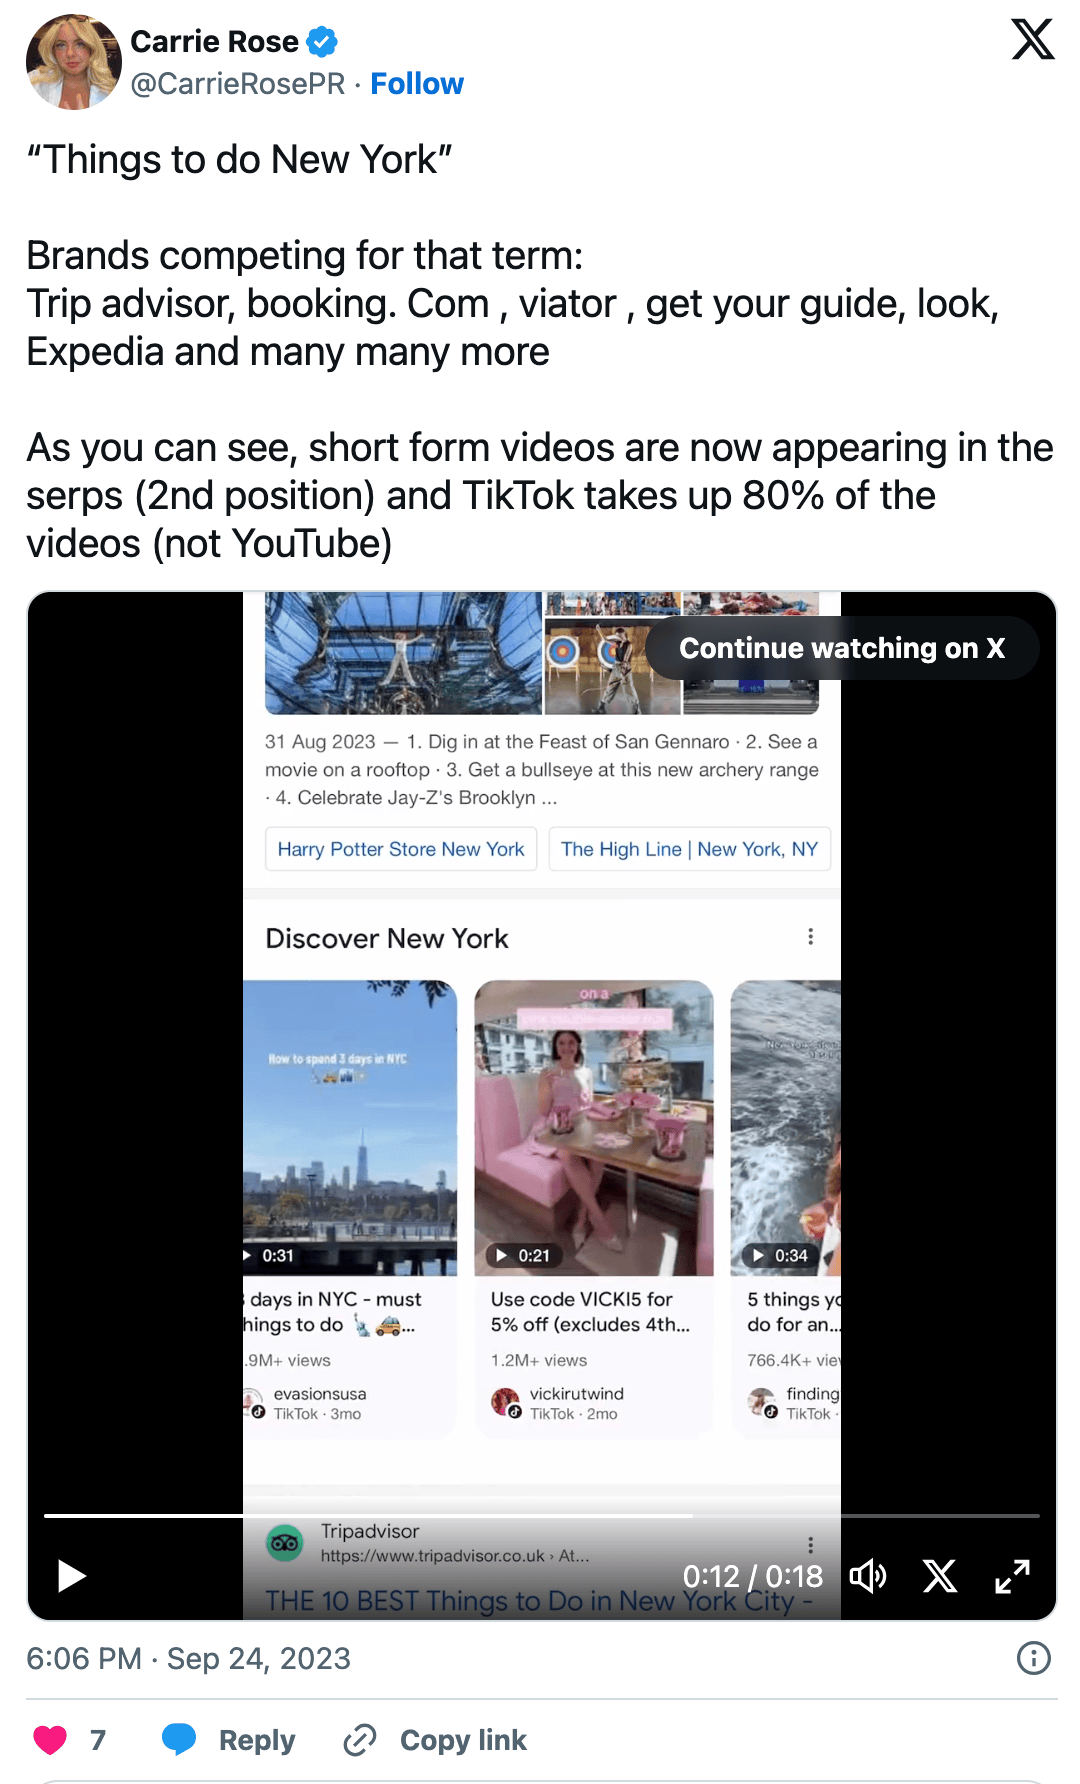 Carrie Rose
@CarrieRosePR · Follow
“Things to do New York”
Brands competing for that term:
Trip advisor, booking. Com , viator , get your guide, look,
Expedia and many many more
As you can see, short form videos are now appearing in the
serps (2nd position) and TikTok takes up 80% of the
videos (not YouTube)
Continue watching on X
31 Aug 2023 — 1. Dig in at the Feast of San Gennaro · 2. See a
movie on a rooftop · 3. Get a bullseye at this new archery range
· 4. Celebrate Jay-Z's Brooklyn ...
Harry Potter Store New York
The High Line | New York, NY
Discover New York
How to spend 3 days in NYC
0:31
days in NYC - must
hings to do ...
.9M+ views
evasionsusa
TikTok · 3mo
on a
0:21
Use code VICKI5 for
5% off (excludes 4th...
1.2M+ views
vickirutwind
TikTok · 2mo
0:34
5 things yo
do for an...
766.4K+ vie
finding
TikTok ·
Tripadvisor
https://www.tripadvisor.co.uk › At...
THE 10 BEST Things to Do in New York City -
0:12 / 0:18
6:06 PM · Sep 24, 2023
7
Reply
Copy link